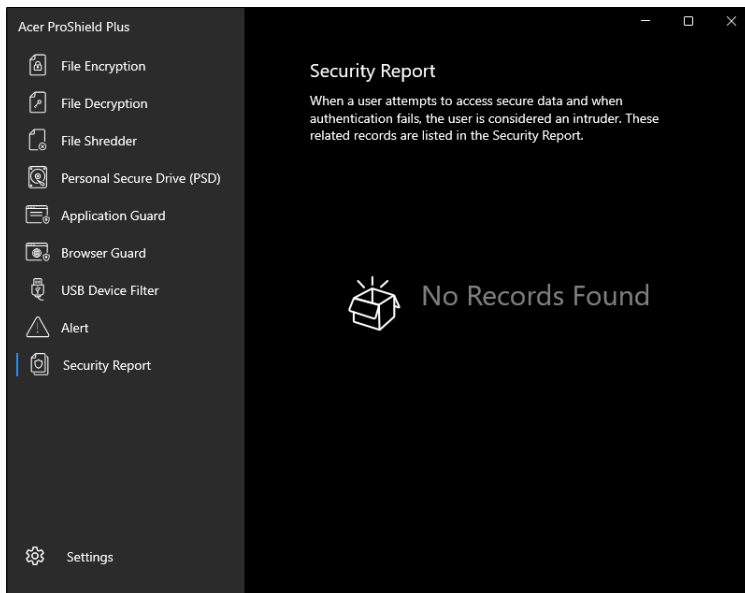 Acer ProShield Plus
File Encryption
File Decryption
File Shredder
Personal Secure Drive (PSD)
Application Guard
Browser Guard
USB Device Filter
Alert
Security Report
Settings
Security Report
When a user attempts to access secure data and when
authentication fails, the user is considered an intruder. These
related records are listed in the Security Report.
No Records Found